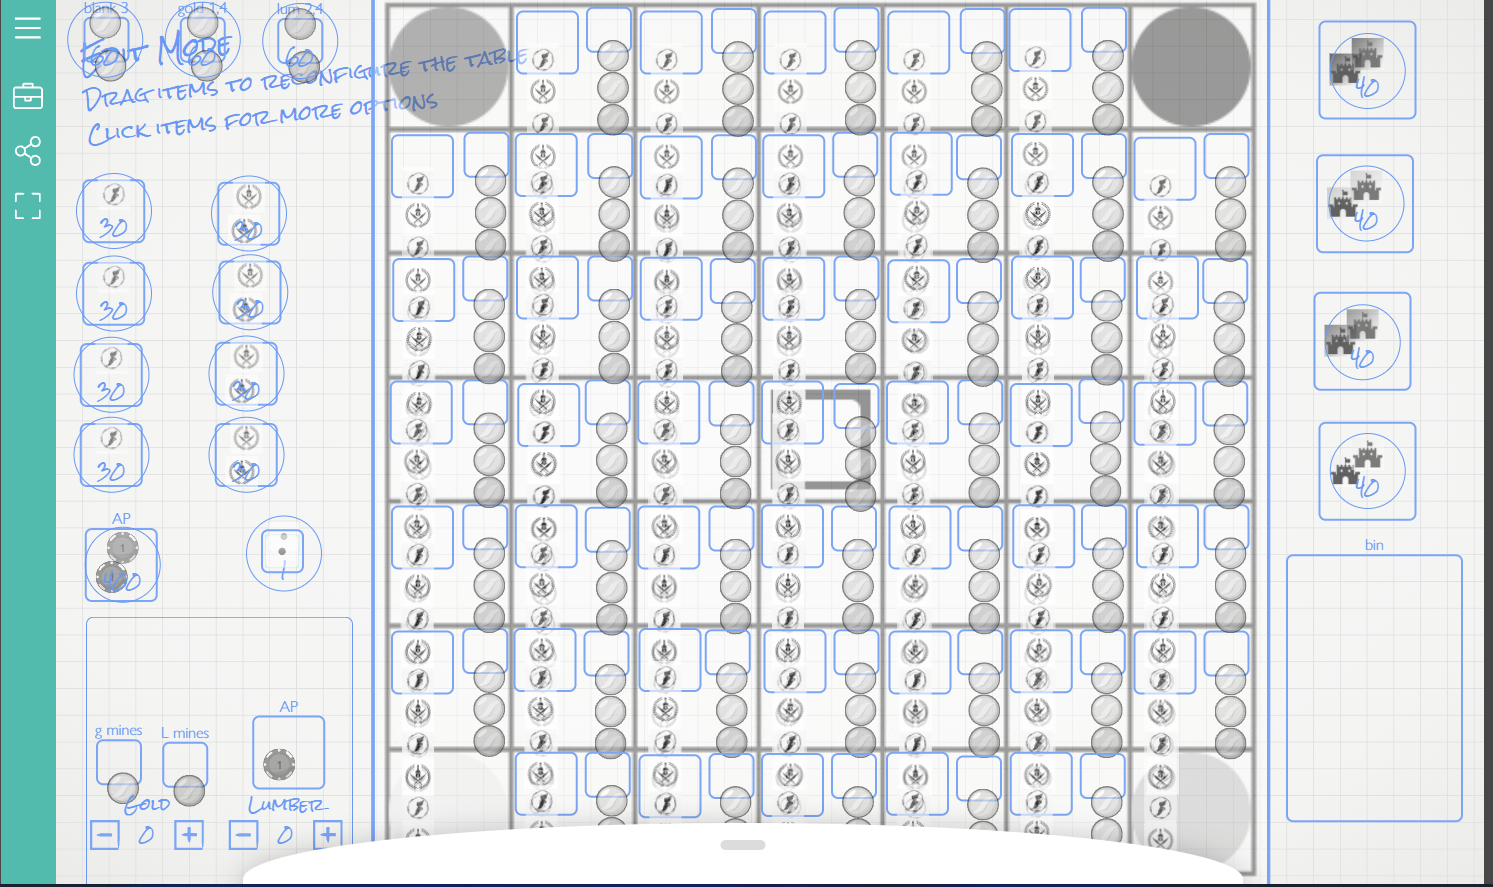 blank 3
gold 1,4
lum 2,4
60
60
60
Edit Mode
Drag items to reconfigure the table
Click items for more options
30
30
30
30
30
30
30
30
AP
1
1
400
1
g mines
L mines
AP
1
Gold
Lumber
− 0 +
− 0 +
40
40
40
40
bin